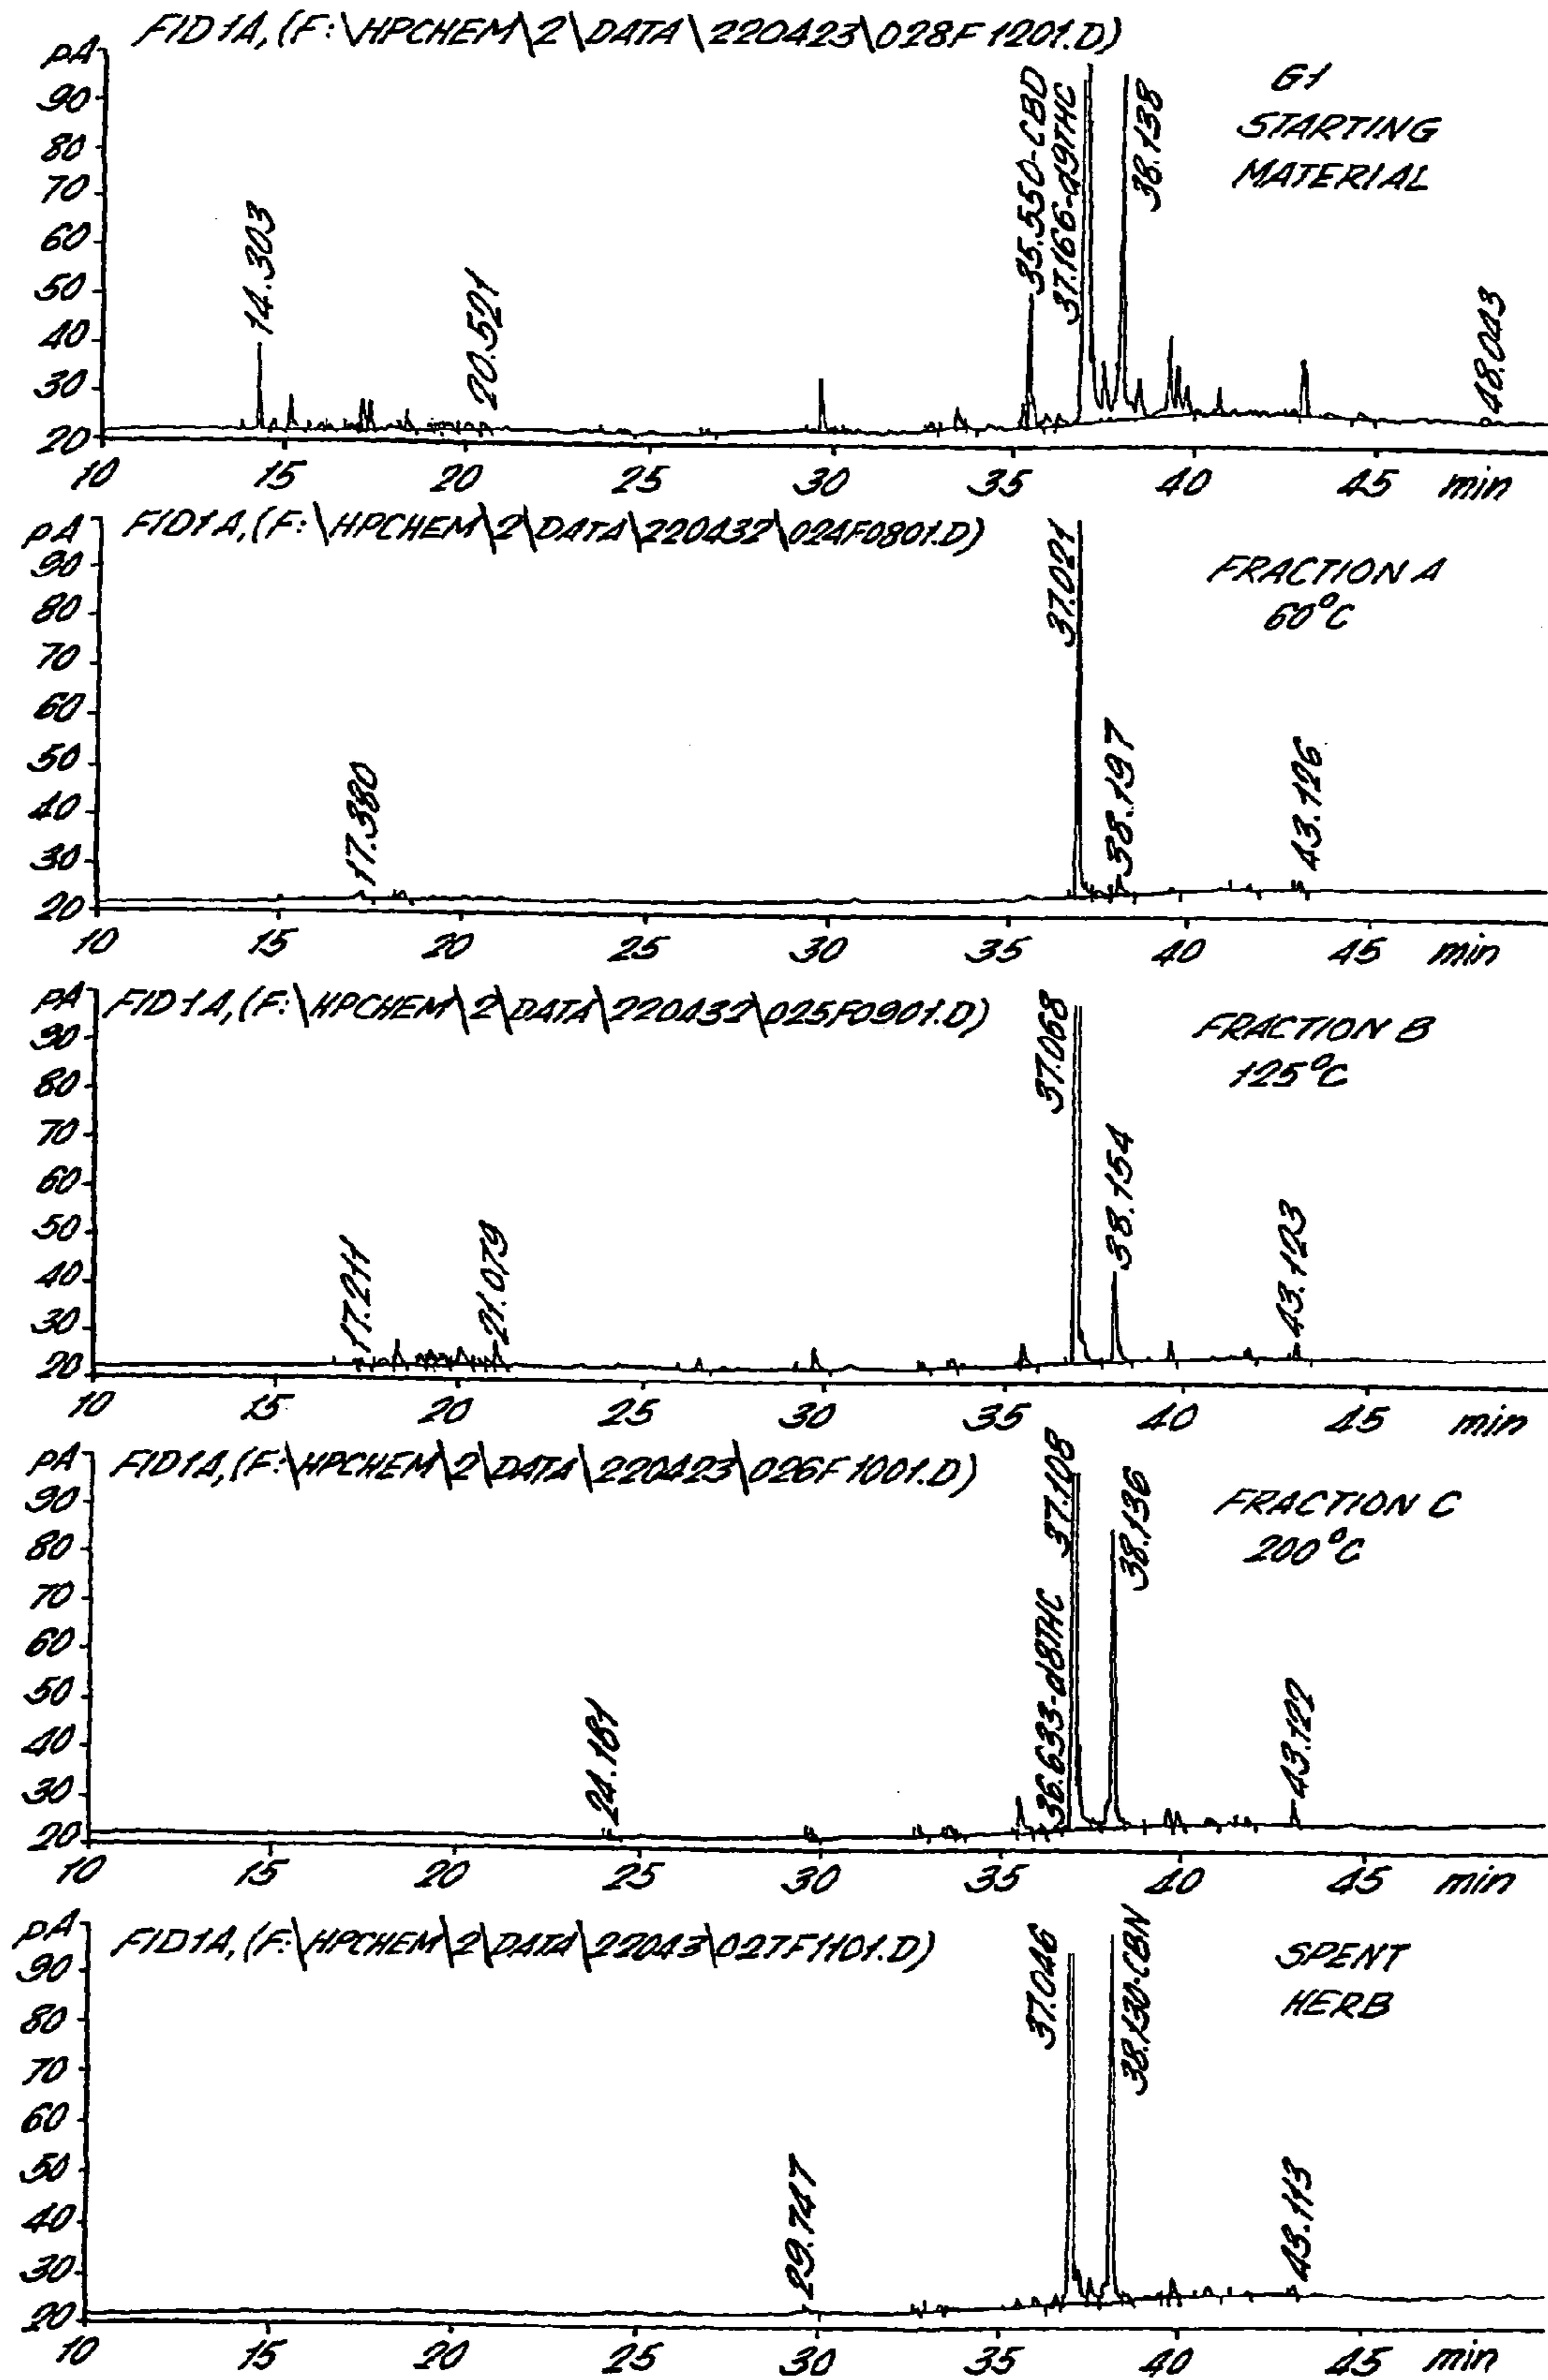 FID1A, (F:\HPCHEM\2\DATA\220423\028F1201.D)
pA
90
80
70
60
50
40
30
20
14.303
20.521
35.550-CBD
37.166-d9THC
38.138
48.043
G1
STARTING
MATERIAL
10 15 20 25 30 35 40 45 min
FID1A, (F:\HPCHEM\2\DATA\220432\024F0801.D)
pA
90
80
70
60
50
40
30
20
17.380
37.021
38.197
43.126
FRACTION A
60°C
10 15 20 25 30 35 40 45 min
FID1A, (F:\HPCHEM\2\DATA\220432\025F0901.D)
pA
90
80
70
60
50
40
30
20
17.211
21.079
37.068
38.154
43.123
FRACTION B
125°C
10 15 20 25 30 35 40 45 min
FID1A, (F:\HPCHEM\2\DATA\220423\026F1001.D)
pA
90
80
70
60
50
40
30
20
24.181
36.633-d8THC
37.108
38.136
43.122
FRACTION C
200°C
10 15 20 25 30 35 40 45 min
FID1A, (F:\HPCHEM\2\DATA\22043\027F1101.D)
pA
90
80
70
60
50
40
30
20
29.747
37.046
38.130-CBN
43.113
SPENT
HERB
10 15 20 25 30 35 40 45 min